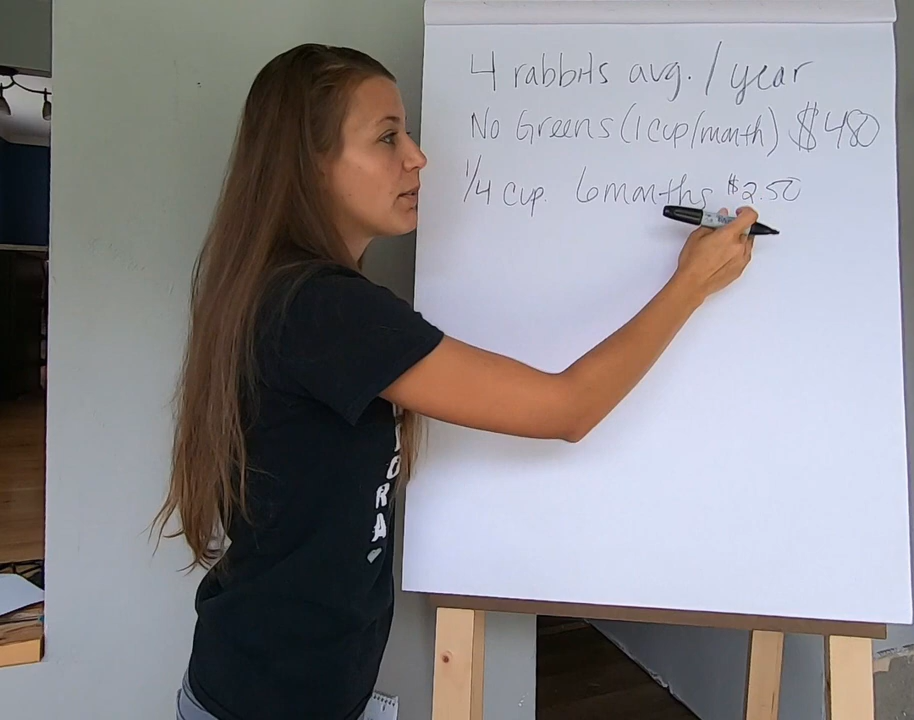 4 rabbits avg. / year
No Greens (1 cup/month) $480
1/4 cup. 6 months $2.50